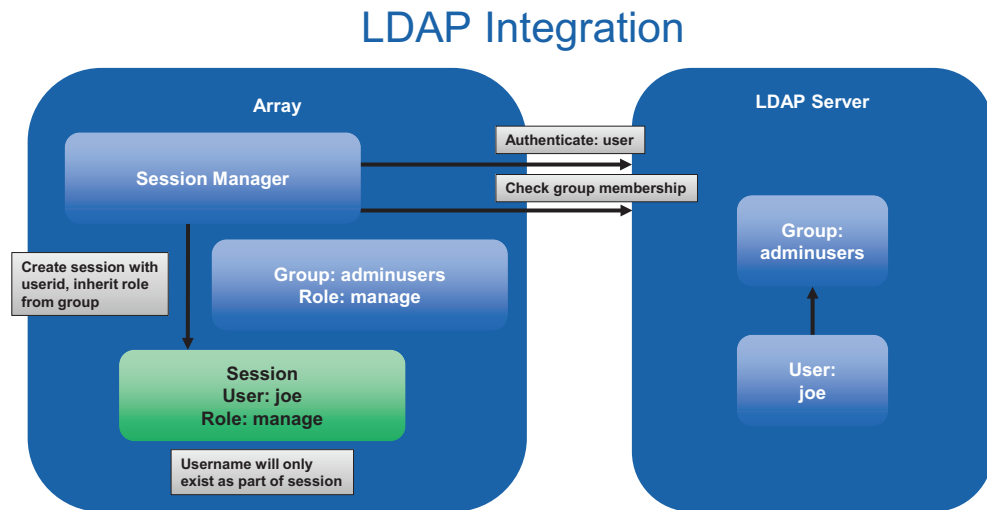 LDAP Integration
Array
LDAP Server
Authenticate: user
Session Manager
Check group membership
Create session with
userid, inherit role
from group
Group: adminusers
Role: manage
Group:
adminusers
Session
User: joe
Role: manage
User:
joe
Username will only
exist as part of session